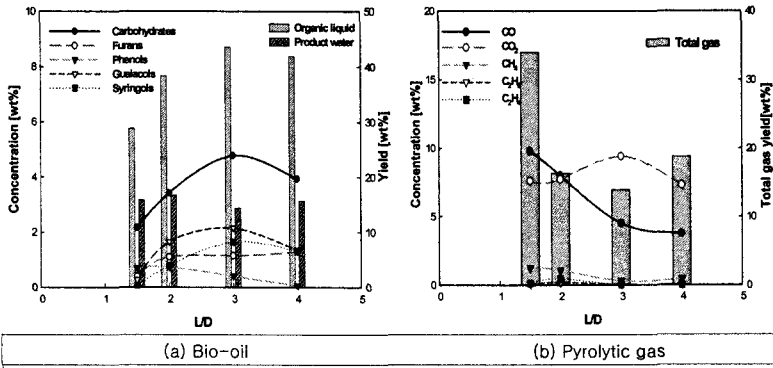 Concentration [wt%]
10
8
6
4
2
0
Carbohydrates
Furans
Phenols
Guaiacols
Syringols
Organic liquid
Product water
50
40
30
20
10
0
Yield [wt%]
0 1 2 3 4 5
L/D
Concentration [wt%]
20
15
10
5
0
CO
CO2
CH4
Total gas
40
30
20
10
0
Total gas yield[wt%]
0 1 2 3 4 5
L/D
(a) Bio-oil
(b) Pyrolytic gas